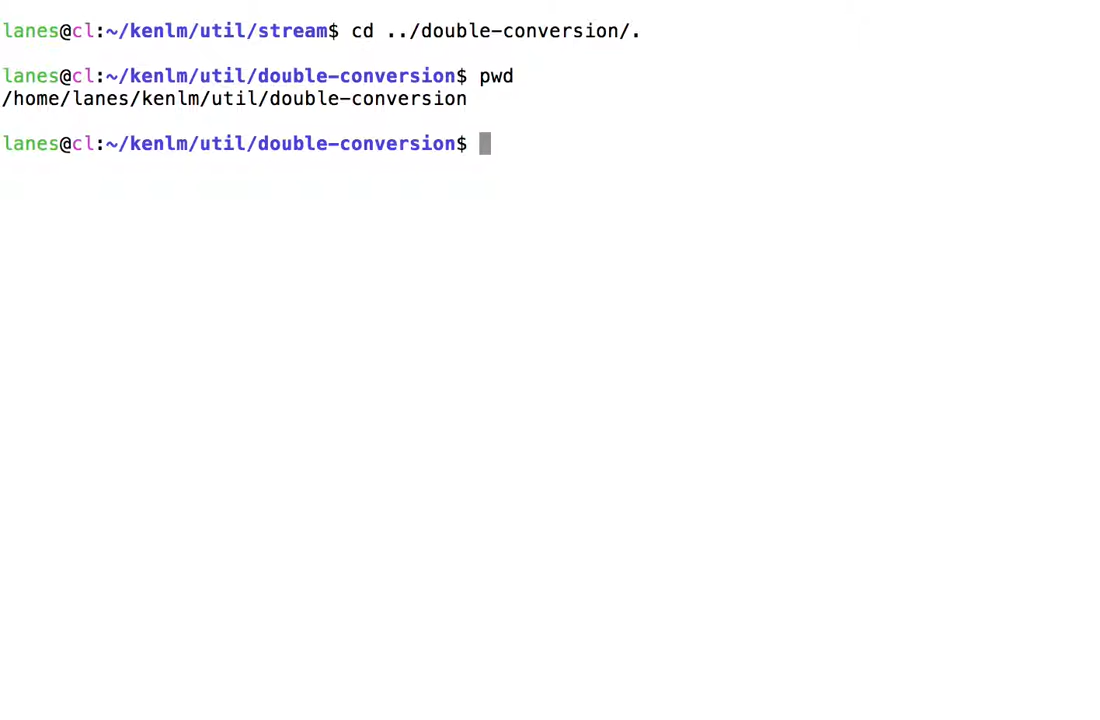 lanes@cl:~/kenlm/util/stream$ cd ../double-conversion/.
lanes@cl:~/kenlm/util/double-conversion$ pwd
/home/lanes/kenlm/util/double-conversion
lanes@cl:~/kenlm/util/double-conversion$